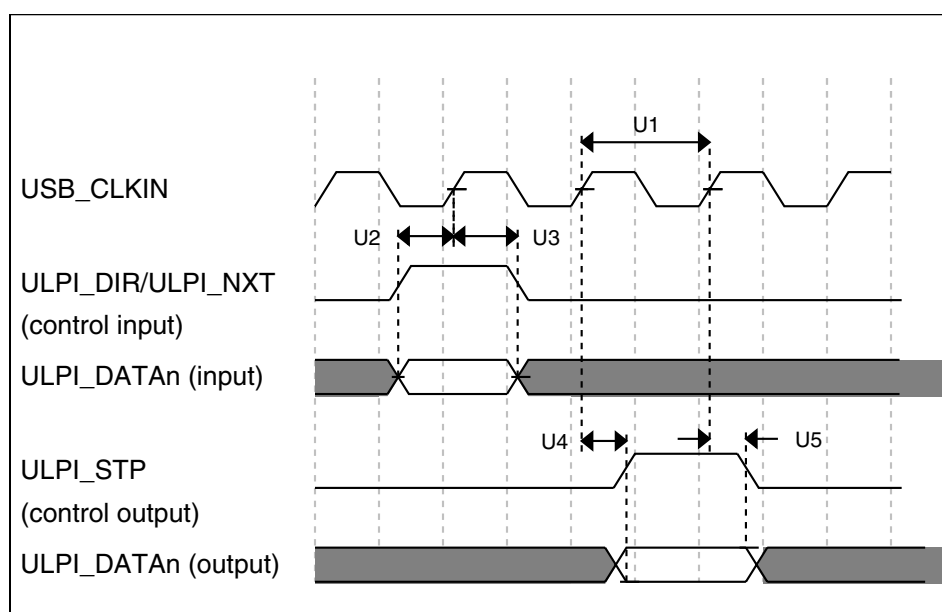 U1
USB_CLKIN
U2
U3
ULPI_DIR/ULPI_NXT
(control input)
ULPI_DATAn (input)
U4
U5
ULPI_STP
(control output)
ULPI_DATAn (output)